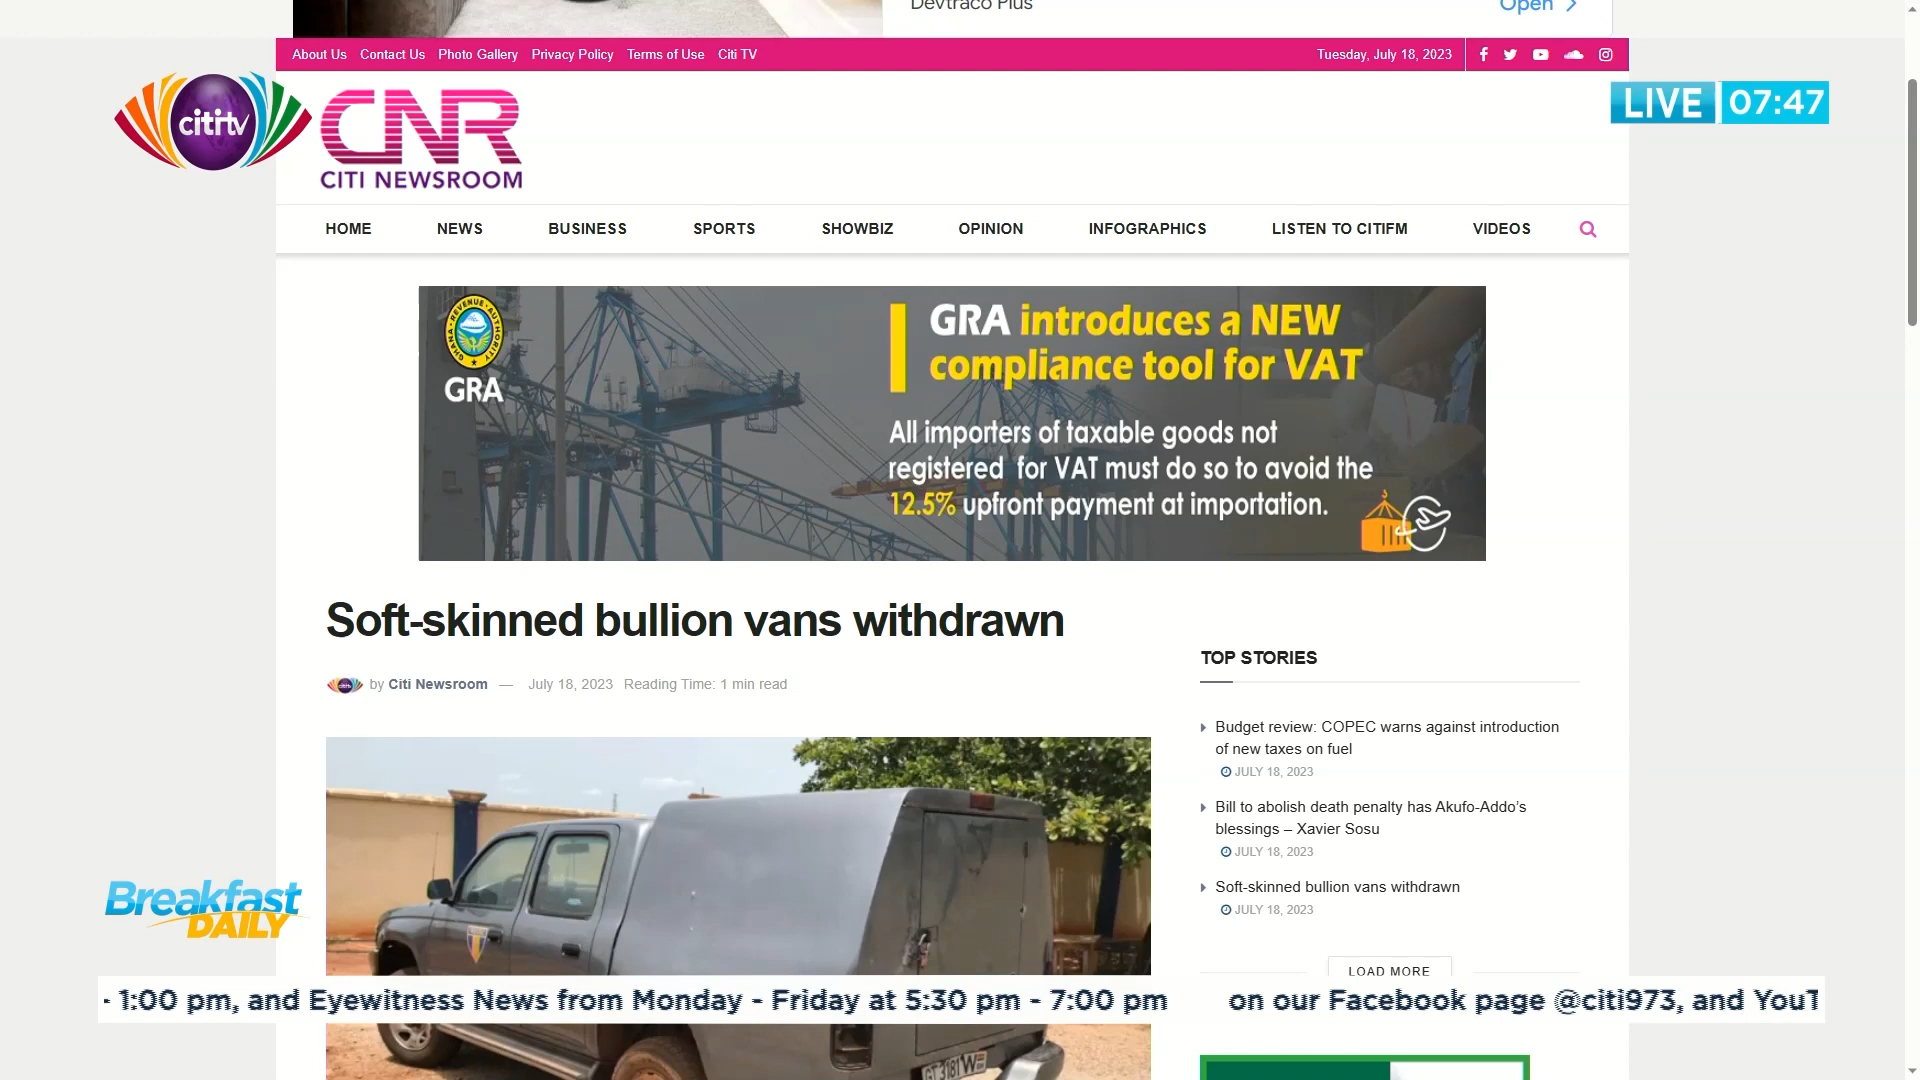 Devtraco Plus
Open
About Us Contact Us Photo Gallery Privacy Policy Terms of Use Citi TV
Tuesday, July 18, 2023
cititv
CNR
CITI NEWSROOM
LIVE 07:47
HOME NEWS BUSINESS SPORTS SHOWBIZ OPINION INFOGRAPHICS LISTEN TO CITIFM VIDEOS
GHANA REVENUE AUTHORITY
GRA
GRA introduces a NEW
compliance tool for VAT
All importers of taxable goods not
registered for VAT must do so to avoid the
12.5% upfront payment at importation.
Soft-skinned bullion vans withdrawn
by Citi Newsroom — July 18, 2023 Reading Time: 1 min read
TOP STORIES
Budget review: COPEC warns against introduction
of new taxes on fuel
JULY 18, 2023
Bill to abolish death penalty has Akufo-Addo's
blessings – Xavier Sosu
JULY 18, 2023
Soft-skinned bullion vans withdrawn
JULY 18, 2023
LOAD MORE
Breakfast
DAILY
- 1:00 pm, and Eyewitness News from Monday - Friday at 5:30 pm - 7:00 pm on our Facebook page @citi973, and YouT
GT 3181 W